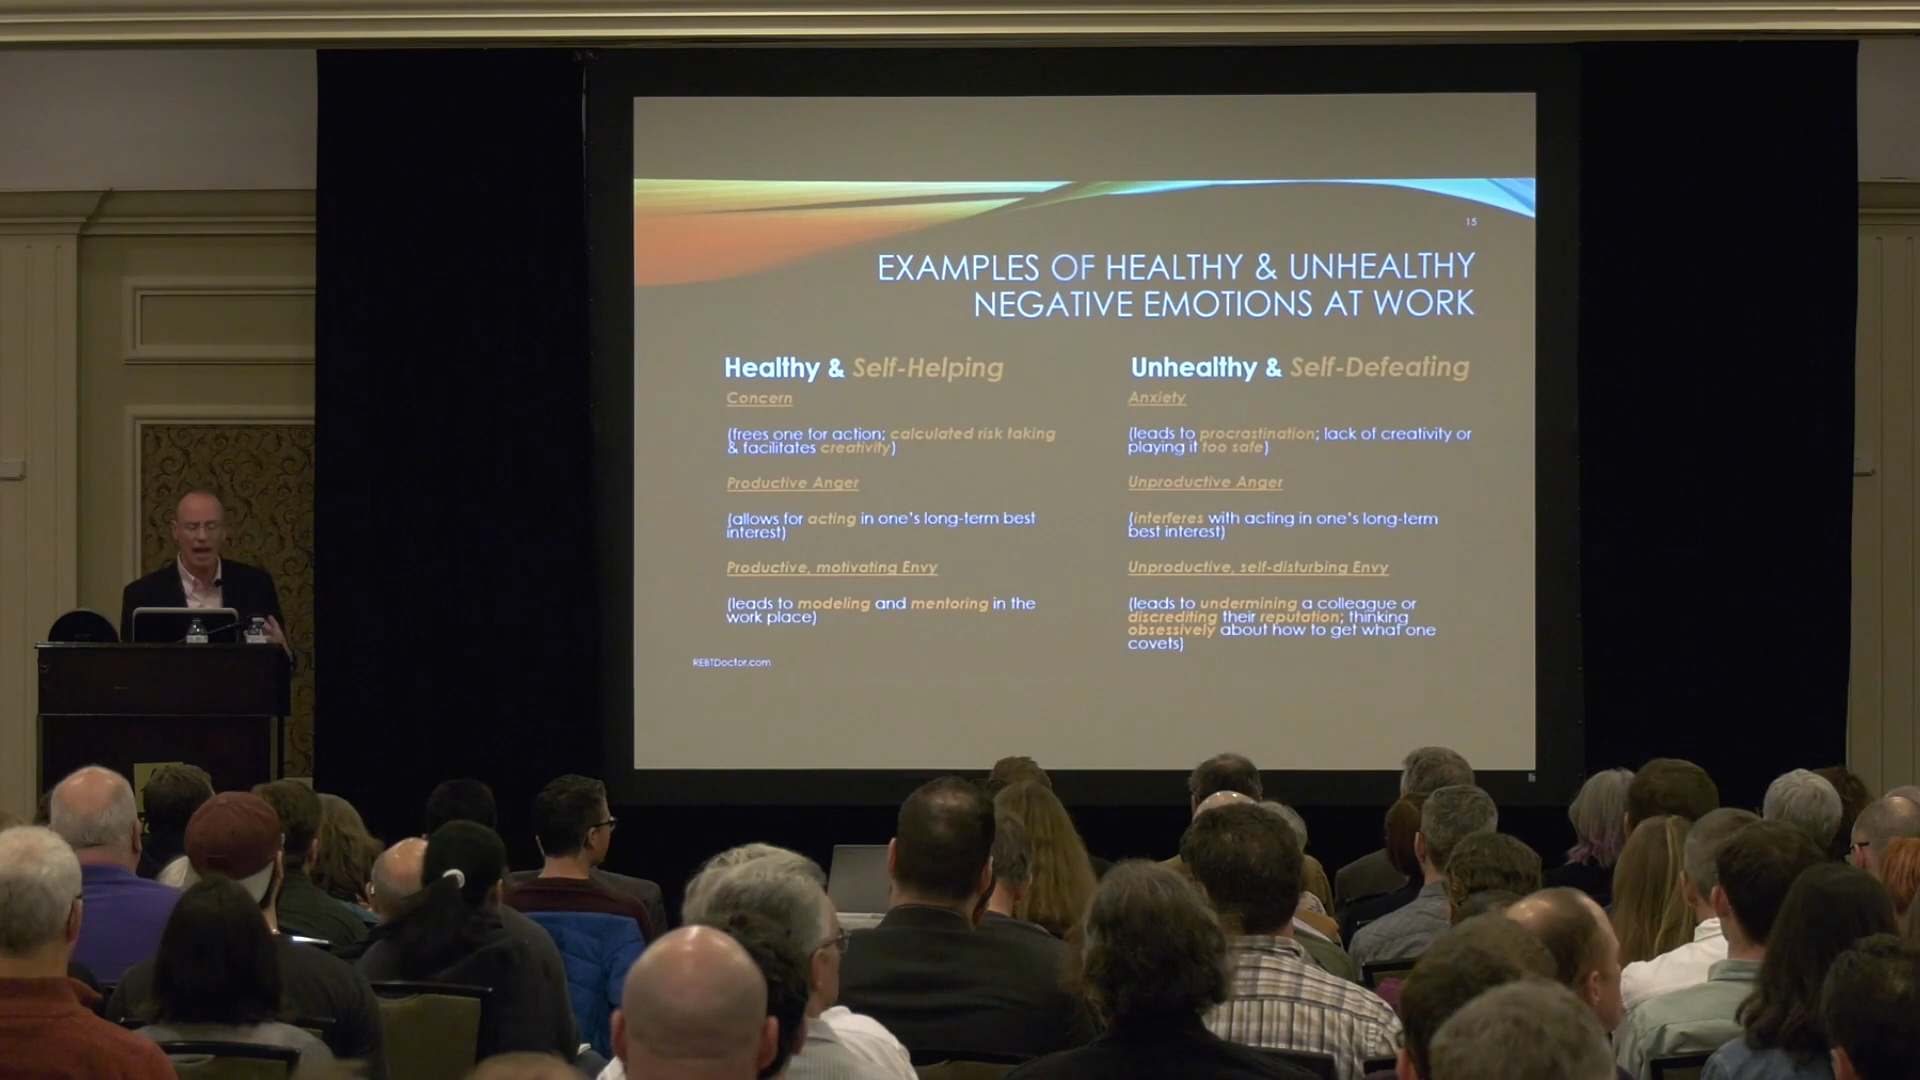 15
EXAMPLES OF HEALTHY & UNHEALTHY
NEGATIVE EMOTIONS AT WORK
Healthy & Self-Helping
Concern
(frees one for action; calculated risk taking
& facilitates creativity)
Productive Anger
(allows for acting in one's long-term best
interest)
Productive, motivating Envy
(leads to modeling and mentoring in the
work place)
Unhealthy & Self-Defeating
Anxiety
(leads to procrastination; lack of creativity or
playing it too safe)
Unproductive Anger
(interferes with acting in one's long-term
best interest)
Unproductive, self-disturbing Envy
(leads to undermining a colleague or
discrediting their reputation; thinking
obsessively about how to get what one
covets)
REBTDoctor.com